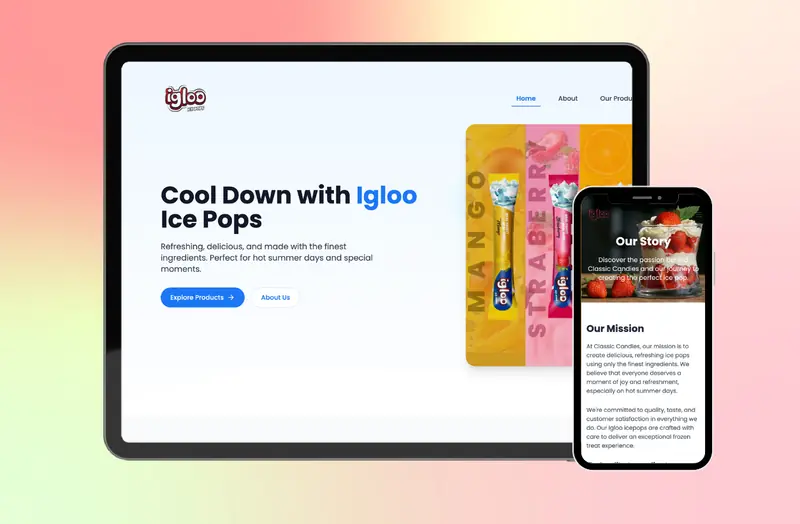 igloo
Home About Our Produ
Cool Down with Igloo
Ice Pops
Refreshing, delicious, and made with the finest
ingredients. Perfect for hot summer days and special
moments.
Explore Products →
About Us
MANGO
STRABERRY
igloo
igloo
igloo
Our Story
Discover the passion behind
Classic Candies and our journey to
creating the perfect ice pop.
Our Mission
At Classic Candies, our mission is to
create delicious, refreshing ice pops
using only the finest ingredients. We
believe that everyone deserves a
moment of joy and refreshment,
especially on hot summer days.
We're committed to quality, taste, and
customer satisfaction in everything we
do. Our Igloo icepops are crafted with
care to deliver an exceptional frozen
treat experience.